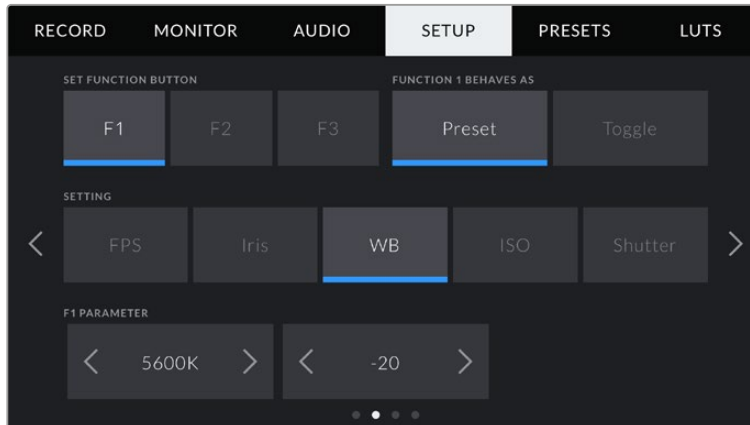 RECORD MONITOR AUDIO SETUP PRESETS LUTS
SET FUNCTION BUTTON FUNCTION 1 BEHAVES AS
F1 F2 F3 Preset Toggle
SETTING
FPS Iris WB ISO Shutter
F1 PARAMETER
5600K -20